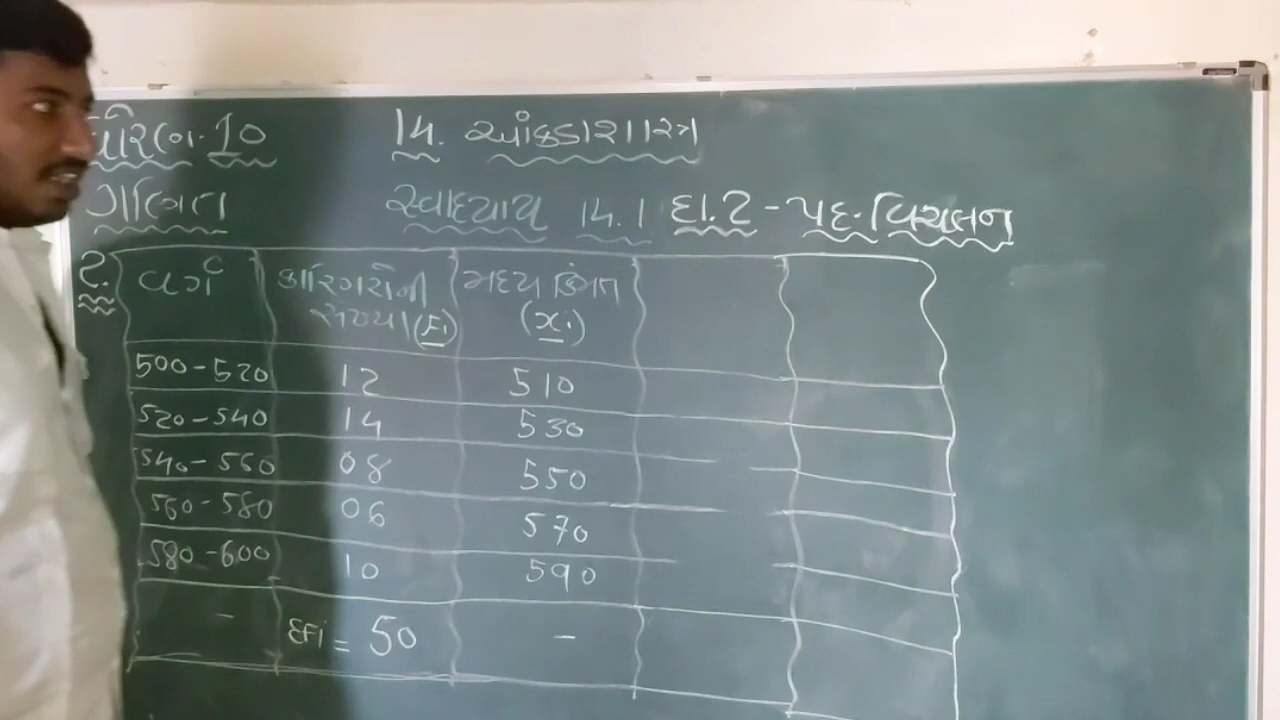 ધોરણ-10 14. આંકડાશાસ્ત્ર
ગણિત સ્વાધ્યાય 14.1 દા.2 - પદ-વિચલન
2. વર્ગ કારીગરોની સંખ્યા (Fi) મધ્ય કિંમત (xi)
500-520 12 510
520-540 14 530
540-560 08 550
560-580 06 570
580-600 10 590
- ΣFi = 50 -